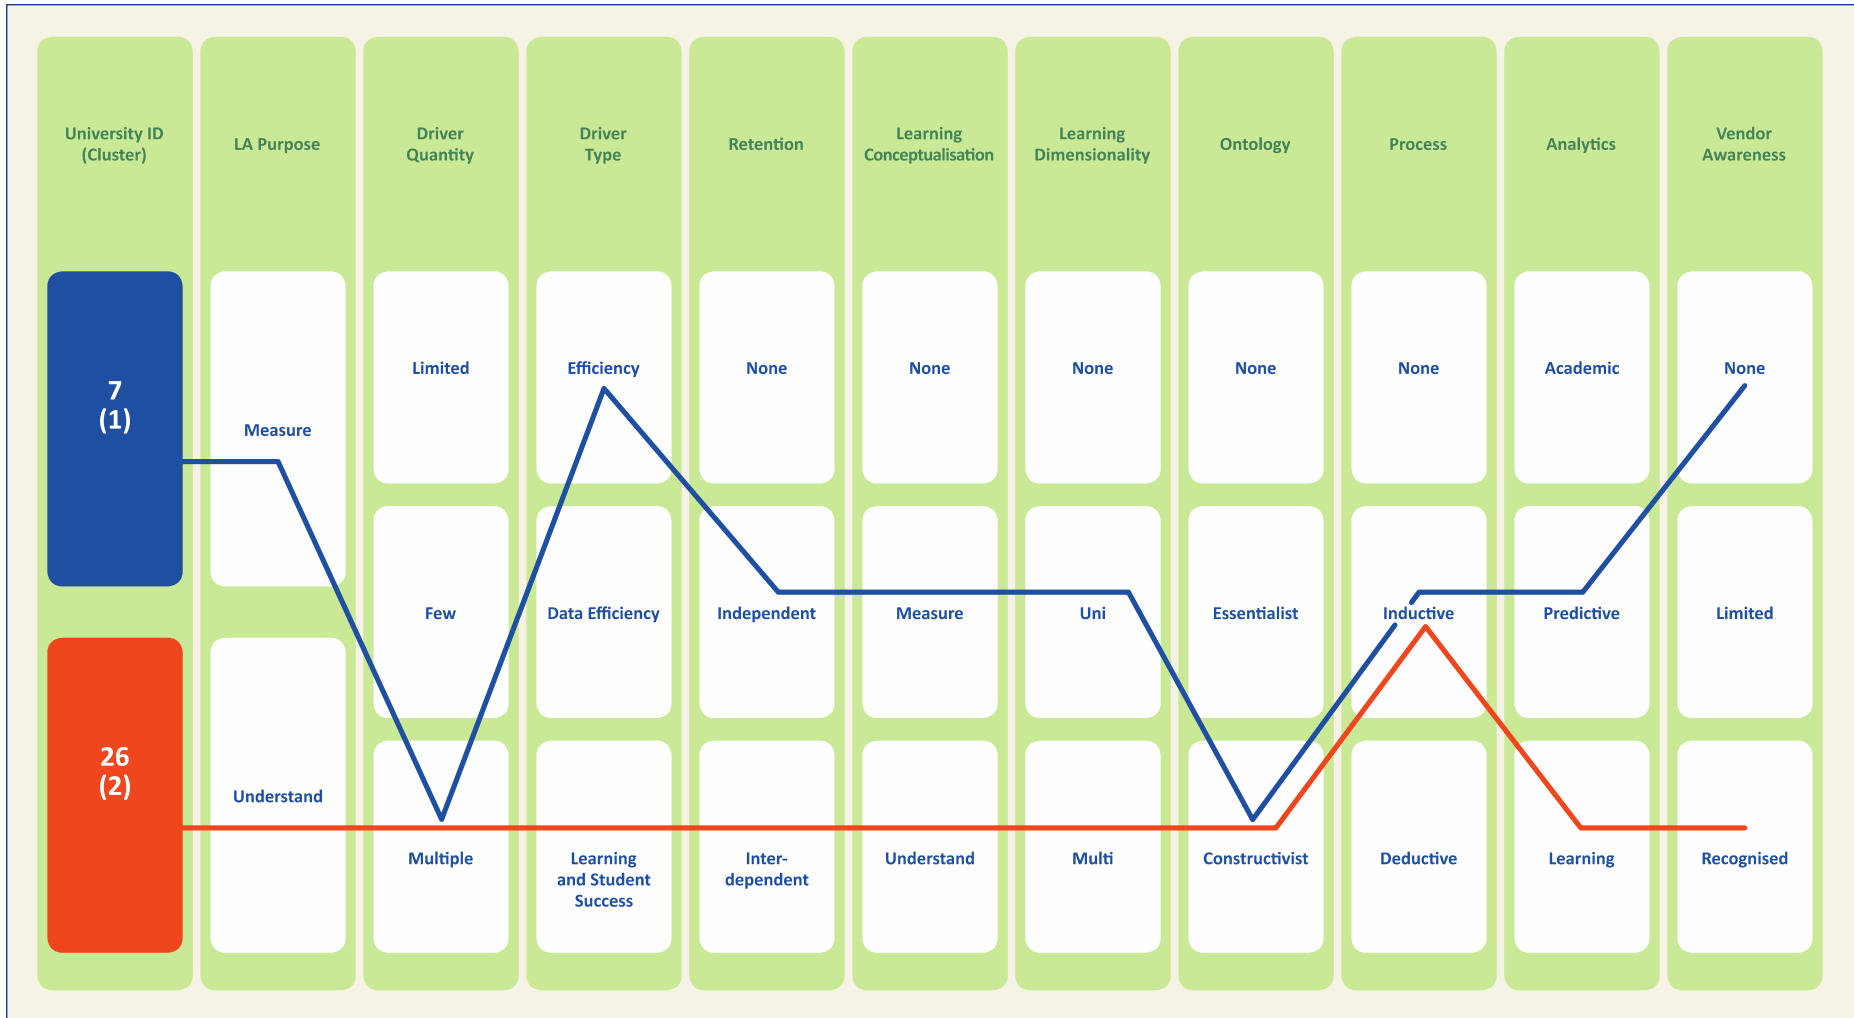 University ID
(Cluster)
LA Purpose
Driver
Quantity
Driver
Type
Retention
Learning
Conceptualisation
Learning
Dimensionality
Ontology
Process
Analytics
Vendor
Awareness
7
(1)
Measure
Limited
Efficiency
None
None
None
None
None
Academic
None
Few
Data Efficiency
Independent
Measure
Uni
Essentialist
Inductive
Predictive
Limited
26
(2)
Understand
Multiple
Learning
and Student
Success
Inter-
dependent
Understand
Multi
Constructivist
Deductive
Learning
Recognised